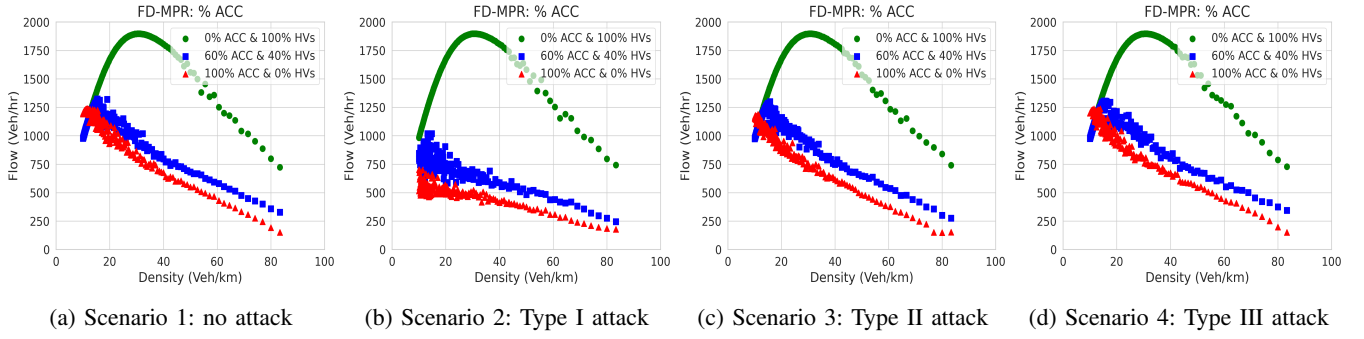 FD-MPR: % ACC
2000
1750
1500
1250
1000
750
500
250
0
Flow (Veh/hr)
0% ACC & 100% HVs
60% ACC & 40% HVs
100% ACC & 0% HVs
0 20 40 60 80 100
Density (Veh/km)
(a) Scenario 1: no attack
FD-MPR: % ACC
2000
1750
1500
1250
1000
750
500
250
0
Flow (Veh/hr)
0% ACC & 100% HVs
60% ACC & 40% HVs
100% ACC & 0% HVs
0 20 40 60 80 100
Density (Veh/km)
(b) Scenario 2: Type I attack
FD-MPR: % ACC
2000
1750
1500
1250
1000
750
500
250
0
Flow (Veh/hr)
0% ACC & 100% HVs
60% ACC & 40% HVs
100% ACC & 0% HVs
0 20 40 60 80 100
Density (Veh/km)
(c) Scenario 3: Type II attack
FD-MPR: % ACC
2000
1750
1500
1250
1000
750
500
250
0
Flow (Veh/hr)
0% ACC & 100% HVs
60% ACC & 40% HVs
100% ACC & 0% HVs
0 20 40 60 80 100
Density (Veh/km)
(d) Scenario 4: Type III attack